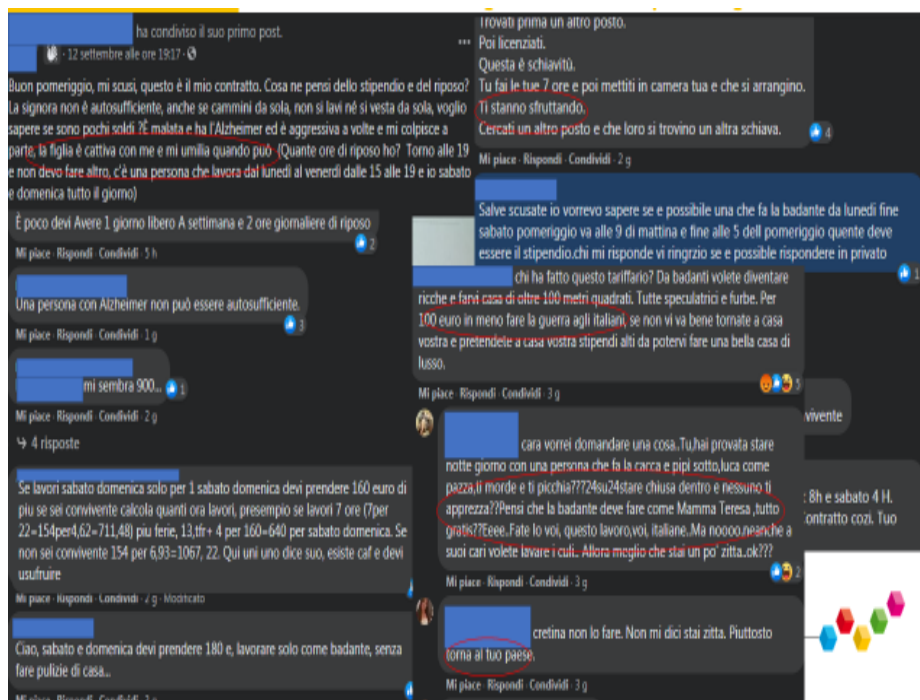 ha condiviso il suo primo post.
12 settembre alle ore 19:17
Buon pomeriggio, mi scusi, questo è il mio contratto. Cosa ne pensi dello stipendio e del riposo?
La signora non è autosufficiente, anche se cammini da sola, non si lavi né si vesta da sola, voglio
sapere se sono pochi soldi ?È malata e ha l'Alzheimer ed è aggressiva a volte e mi colpisce a
parte, la figlia è cattiva con me e mi umilia quando può (Quante ore di riposo ho? Torno alle 19
e non devo fare altro, c'è una persona che lavora dal lunedì al venerdì dalle 15 alle 19 e io sabato
e domenica tutto il giorno)
È poco devi Avere 1 giorno libero A settimana e 2 ore giornaliere di riposo
2
Mi piace · Rispondi · Condividi · 5 h
Una persona con Alzheimer non può essere autosufficiente.
3
Mi piace · Rispondi · Condividi · 1 g
mi sembra 900...
1
Mi piace · Rispondi · Condividi · 2 g
4 risposte
Se lavori sabato domenica solo per 1 sabato domenica devi prendere 160 euro di
piu se sei convivente calcola quanti ora lavori, presempio se lavori 7 ore (7per
22=154per4,62=711,48) piu ferie, 13,tfr+ 4 per 160=640 per sabato domenica. Se
non sei convivente 154 per 6,93=1067, 22. Qui uni uno dice suo, esiste caf e devi
usufruire
Mi piace · Rispondi · Condividi · 2 g · Modificato
Ciao, sabato e domenica devi prendere 180 e, lavorare solo come badante, senza
fare pulizie di casa...
Trovati prima un altro posto.
Poi licenziati.
Questa è schiavitù.
Tu fai le tue 7 ore e poi mettiti in camera tua e che si arrangino.
Ti stanno sfruttando.
Cercati un altro posto e che loro si trovino un altra schiava.
4
Mi piace · Rispondi · Condividi · 2 g
Salve scusate io vorrevo sapere se e possibile una che fa la badante da lunedi fine
sabato pomeriggio va alle 9 di mattina e fine alle 5 dell pomeriggio quente deve
essere il stipendio.chi mi risponde vi ringrzio se e possible rispondere in privato
1
chi ha fatto questo tariffario? Da badanti volete diventare
ricche e farvi casa di oltre 100 metri quadrati. Tutte speculatrici e furbe. Per
100 euro in meno fare la guerra agli italiani, se non vi va bene tornate a casa
vostra e pretendete a casa vostra stipendi alti da potervi fare una bella casa di
lusso.
5
Mi piace · Rispondi · Condividi · 3 g
cara vorrei domandare una cosa..Tu,hai provata stare
notte giorno con una persona che fa la cacca e pipi sotto,luca come
pazza,ti morde e ti picchia???24su24stare chiusa dentro e nessuno ti
apprezza??Pensi che la badante deve fare come Mamma Teresa ,tutto
gratis??Eeee. Fate lo voi, questo lavoro,voi, italiane..Ma noooo,neanche a
suoi cari volete lavare i culi.. Allora meglio che stai un po' zitta..ok???
2
Mi piace · Rispondi · Condividi · 3 g
cretina non lo fare. Non mi dici stai zitta. Piuttosto
torna al tuo paese.
Mi piace · Rispondi · Condividi · 3 g
vivente
: 8h e sabato 4 H.
Contratto cozi. Tuo